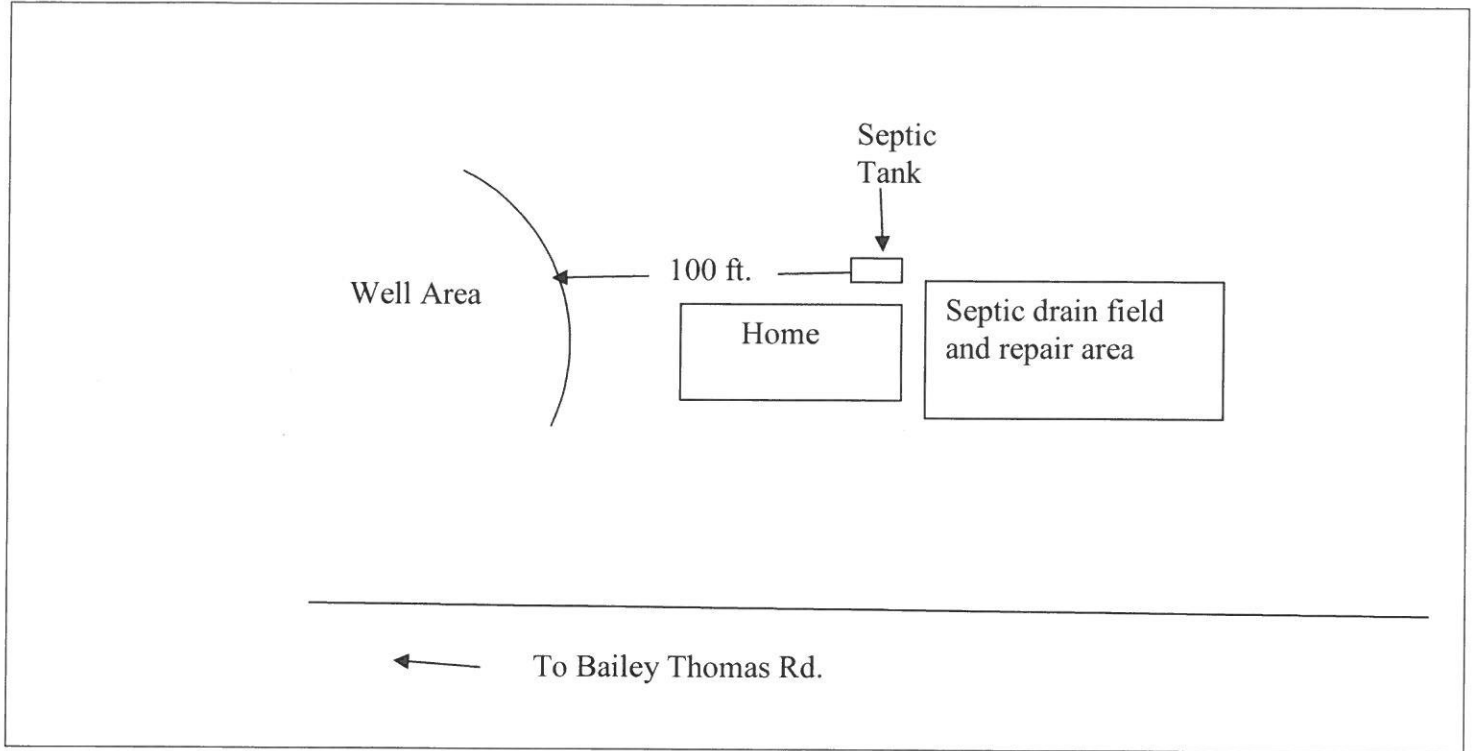 Septic
Tank
100 ft.
Well Area
Home
Septic drain field
and repair area
To Bailey Thomas Rd.